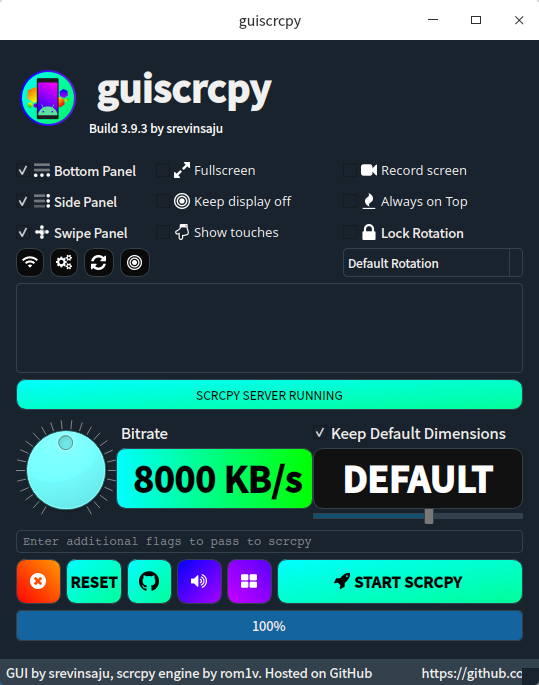 guiscrcpy
guiscrcpy
Build 3.9.3 by srevinsaju
Bottom Panel Fullscreen Record screen
Side Panel Keep display off Always on Top
Swipe Panel Show touches Lock Rotation
Default Rotation
SCRCPY SERVER RUNNING
Bitrate Keep Default Dimensions
8000 KB/s DEFAULT
Enter additional flags to pass to scrcpy
RESET START SCRCPY
100%
GUI by srevinsaju, scrcpy engine by rom1v. Hosted on GitHub https://github.co